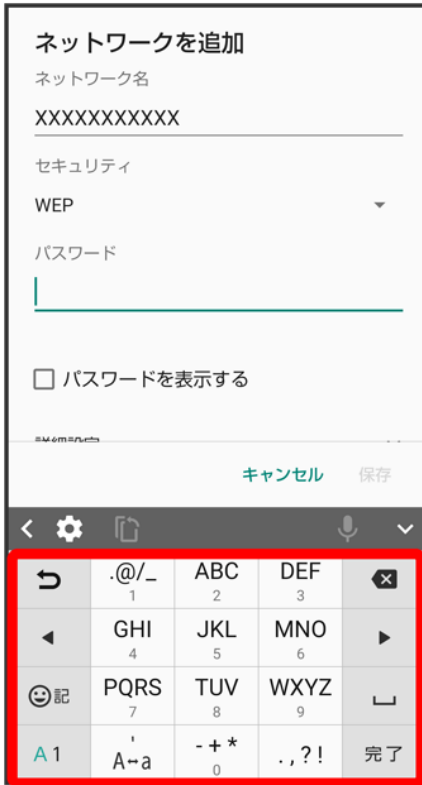 ネットワークを追加
ネットワーク名
XXXXXXXXXXX
セキュリティ
WEP
パスワード
パスワードを表示する
キャンセル 保存
.@/_ ABC DEF
1 2 3
GHI JKL MNO
4 5 6
PQRS TUV WXYZ
記 7 8 9
A1 ' A↔a - + * 0 . , ? ! 完了